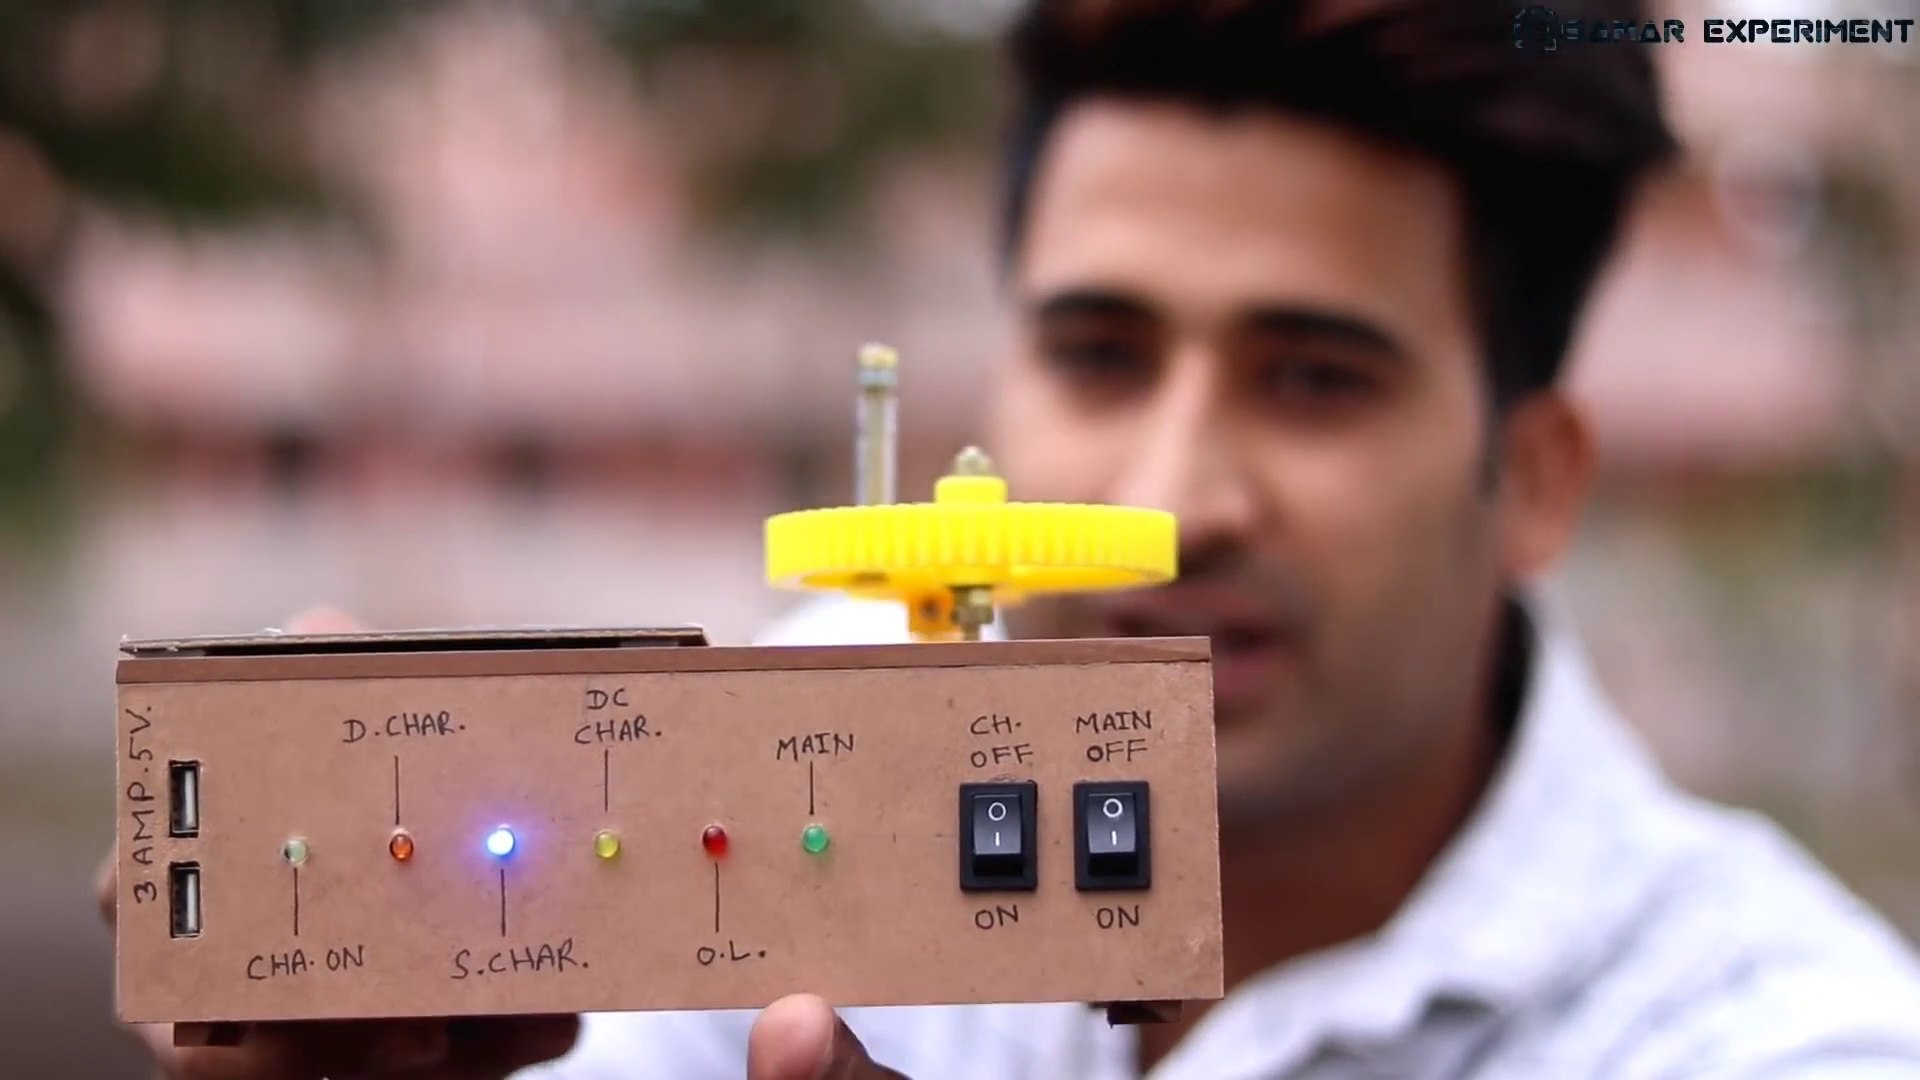 SAMAR EXPERIMENT
3 AMP. 5V.
D. CHAR.
DC
CHAR.
MAIN
CH.
OFF
MAIN
OFF
CHA. ON
S. CHAR.
O.L.
ON
ON